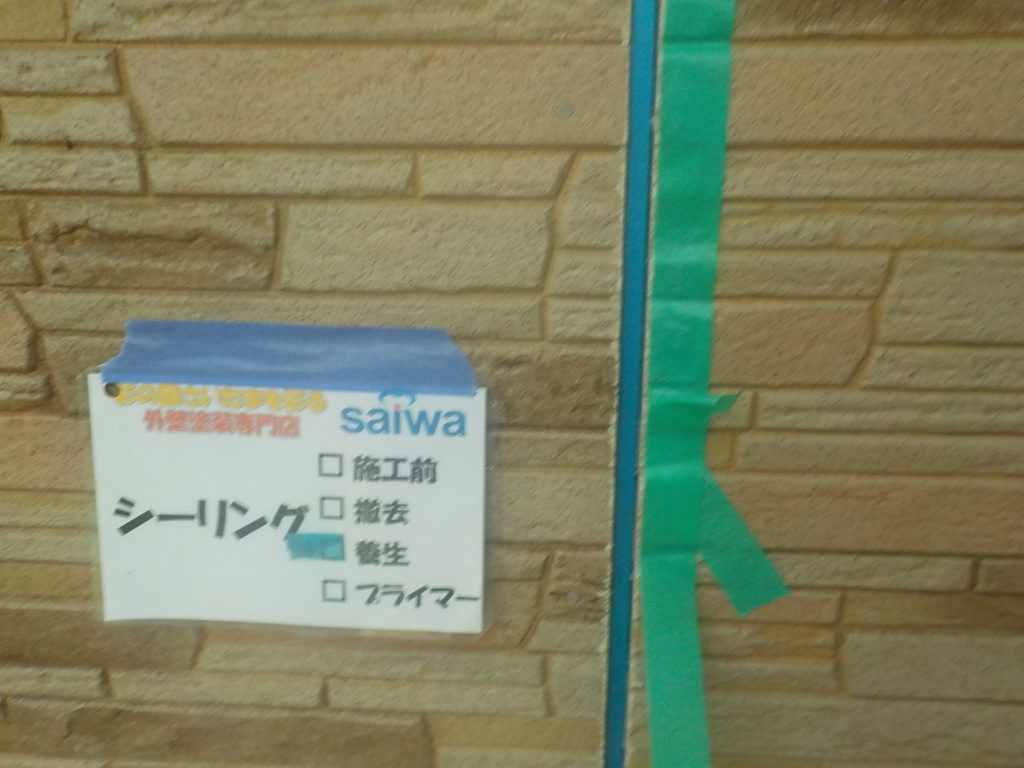 外壁塗装専門店
saiwa
シーリング
□ 施工前
□ 撤去
養生
□ プライマー